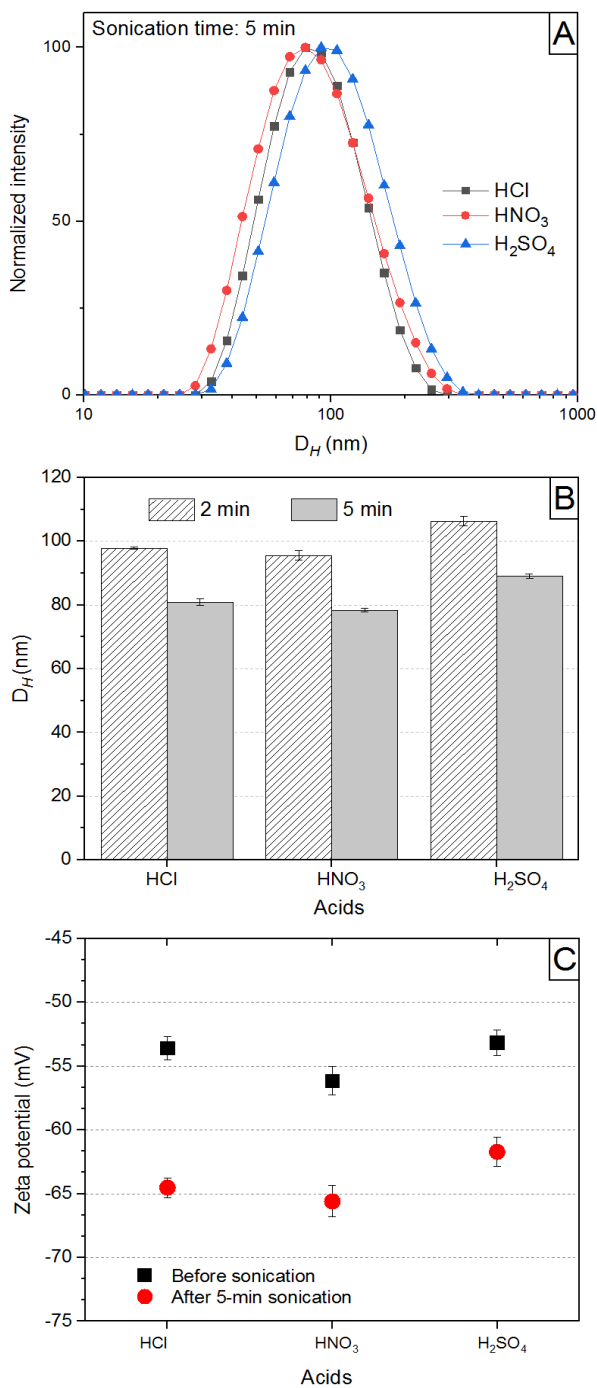 Sonication time: 5 min
A
100
50
0
Normalized intensity
HCl
HNO₃
H₂SO₄
10
100
1000
D_H (nm)
B
2 min
5 min
120
100
80
60
40
20
0
D_H (nm)
HCl
HNO₃
H₂SO₄
Acids
C
-45
-50
-55
-60
-65
-70
-75
Zeta potential (mV)
Before sonication
After 5-min sonication
HCl
HNO₃
H₂SO₄
Acids